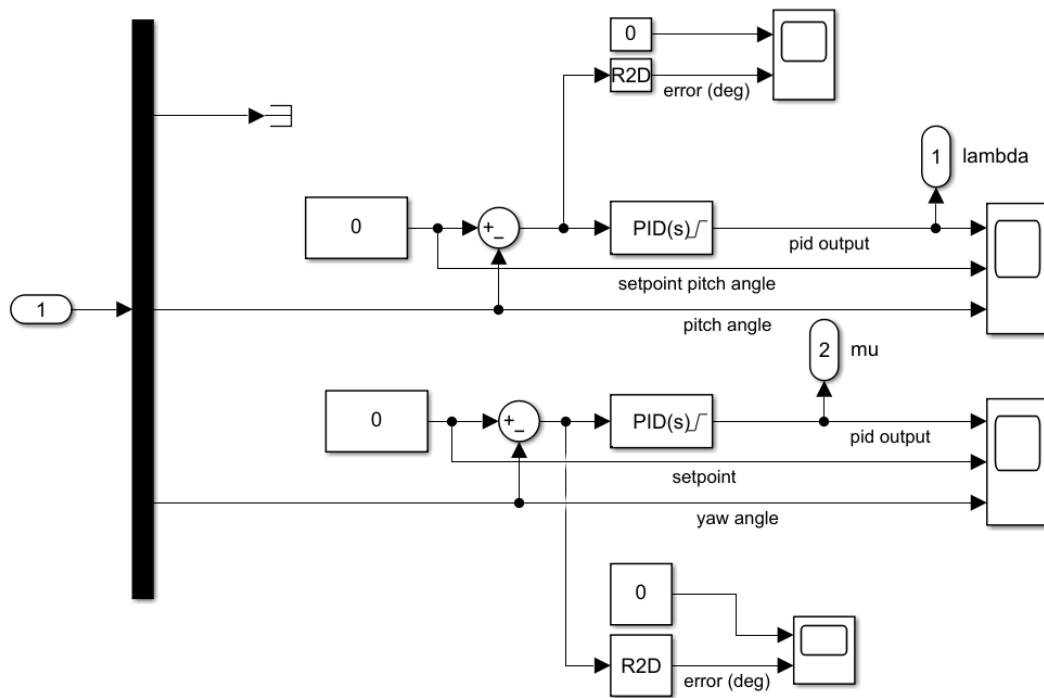 0
R2D
error (deg)
1
lambda
0
+
−
PID(s)
pid output
setpoint pitch angle
1
pitch angle
2
mu
0
+
−
PID(s)
pid output
setpoint
yaw angle
0
R2D
error (deg)